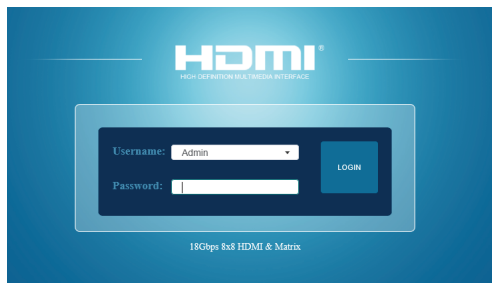 HDMI®
HIGH DEFINITION MULTIMEDIA INTERFACE
Username: Admin
LOGIN
Password:
18Gbps 8x8 HDMI & Matrix